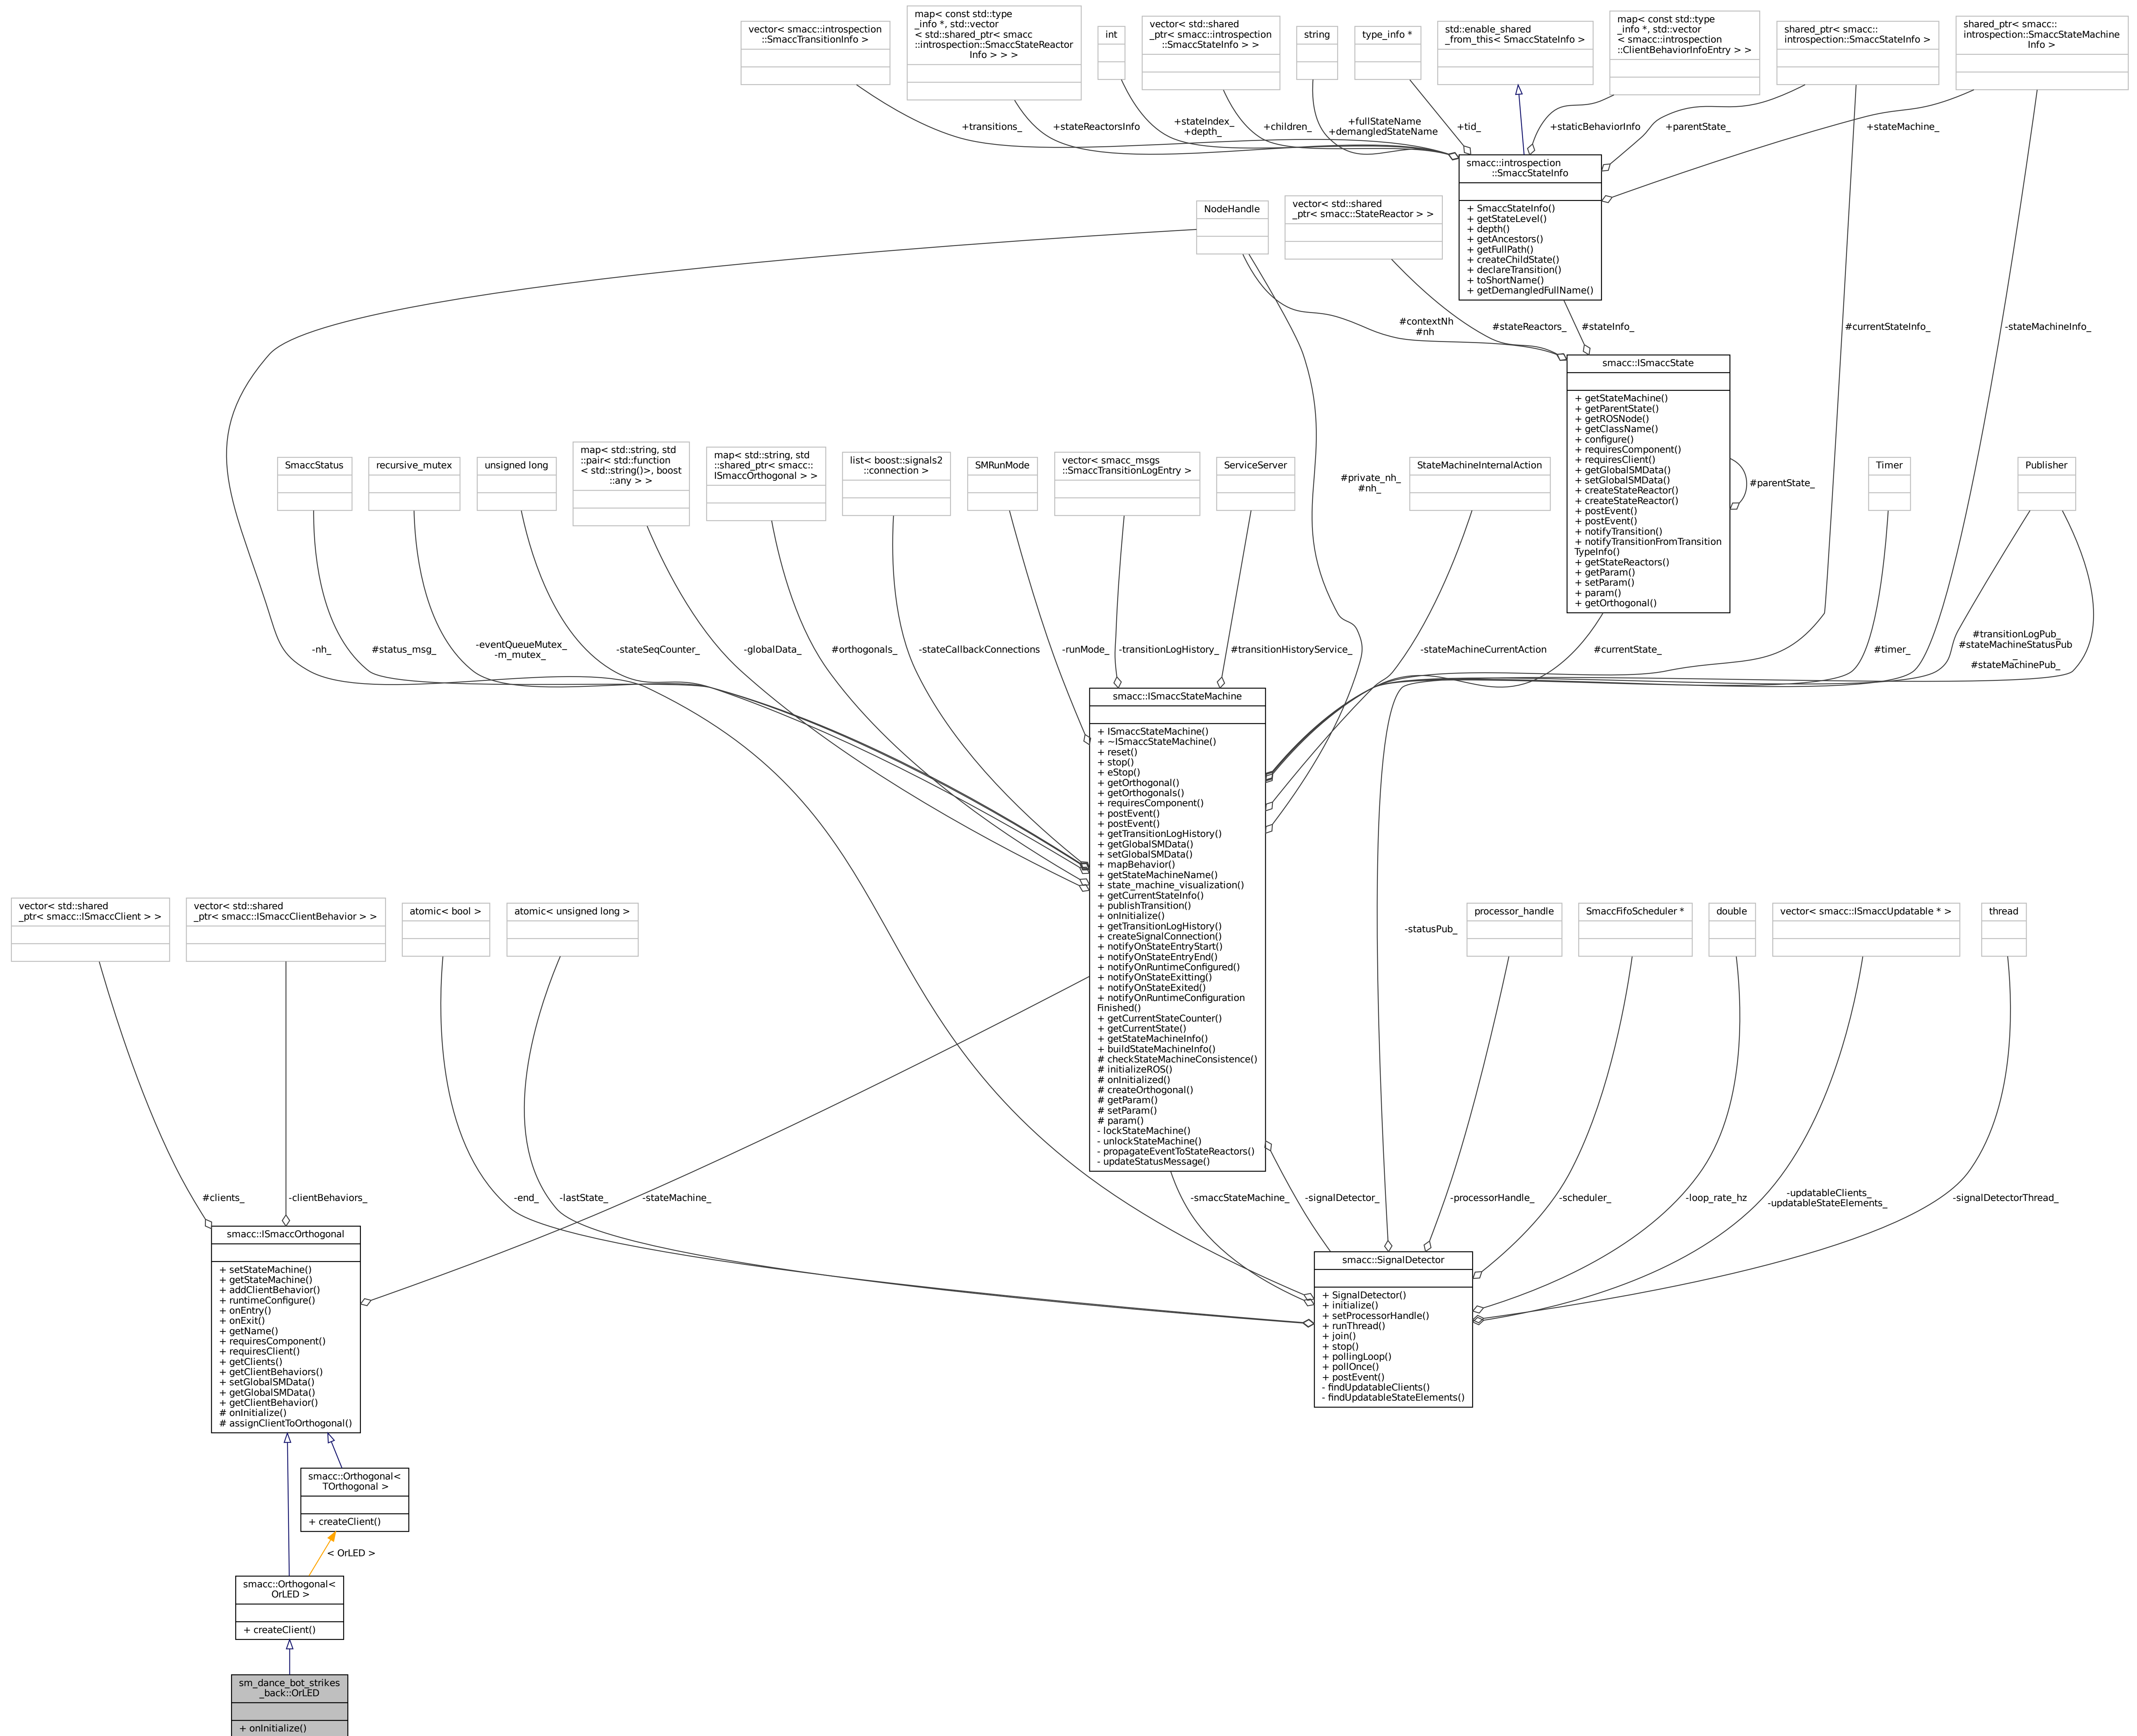 vector< smacc::introspection
::SmaccTransitionInfo >
map< const std::type
_info *, std::vector
< std::shared_ptr< smacc
::introspection::SmaccStateReactor
Info > > >
int
vector< std::shared
_ptr< smacc::introspection
::SmaccStateInfo > >
string
type_info *
std::enable_shared
_from_this< SmaccStateInfo >
map< const std::type
_info *, std::vector
< smacc::introspection
::ClientBehaviorInfoEntry > >
shared_ptr< smacc::
introspection::SmaccStateInfo >
shared_ptr< smacc::
introspection::SmaccStateMachine
Info >
+transitions_
+stateReactorsInfo
+stateIndex_
+depth_
+children_
+fullStateName
+demangledStateName
+tid_
+staticBehaviorInfo
+parentState_
+stateMachine_
smacc::introspection
::SmaccStateInfo
+ SmaccStateInfo()
+ getStateLevel()
+ depth()
+ getAncestors()
+ getFullPath()
+ createChildState()
+ declareTransition()
+ toShortName()
+ getDemangledFullName()
NodeHandle
vector< std::shared
_ptr< smacc::StateReactor > >
#contextNh
#nh
#stateReactors_
#stateInfo_
#currentStateInfo_
-stateMachineInfo_
smacc::ISmaccState
+ getStateMachine()
+ getParentState()
+ getROSNode()
+ getClassName()
+ configure()
+ requiresComponent()
+ requiresClient()
+ getGlobalSMData()
+ setGlobalSMData()
+ createStateReactor()
+ createStateReactor()
+ postEvent()
+ postEvent()
+ notifyTransition()
+ notifyTransitionFromTransition
TypeInfo()
+ getStateReactors()
+ getParam()
+ setParam()
+ param()
+ getOrthogonal()
#parentState_
SmaccStatus
recursive_mutex
unsigned long
map< std::string, std
::pair< std::function
< std::string()>, boost
::any > >
map< std::string, std
::shared_ptr< smacc::
ISmaccOrthogonal > >
list< boost::signals2
::connection >
SMRunMode
vector< smacc_msgs
::SmaccTransitionLogEntry >
ServiceServer
#private_nh_
#nh_
StateMachineInternalAction
Timer
Publisher
-nh_
#status_msg_
-eventQueueMutex_
-m_mutex_
-stateSeqCounter_
-globalData_
#orthogonals_
-stateCallbackConnections
-runMode_
-transitionLogHistory_
#transitionHistoryService_
-stateMachineCurrentAction
#currentState_
#timer_
#transitionLogPub_
#stateMachineStatusPub
_
#stateMachinePub_
smacc::ISmaccStateMachine
+ ISmaccStateMachine()
+ ~ISmaccStateMachine()
+ reset()
+ stop()
+ eStop()
+ getOrthogonal()
+ getOrthogonals()
+ requiresComponent()
+ postEvent()
+ postEvent()
+ getTransitionLogHistory()
+ getGlobalSMData()
+ setGlobalSMData()
+ mapBehavior()
+ getStateMachineName()
+ state_machine_visualization()
+ getCurrentStateInfo()
+ publishTransition()
+ onInitialize()
+ getTransitionLogHistory()
+ createSignalConnection()
+ notifyOnStateEntryStart()
+ notifyOnStateEntryEnd()
+ notifyOnRuntimeConfigured()
+ notifyOnStateExitting()
+ notifyOnStateExited()
+ notifyOnRuntimeConfiguration
Finished()
+ getCurrentStateCounter()
+ getCurrentState()
+ getStateMachineInfo()
+ buildStateMachineInfo()
# checkStateMachineConsistence()
# initializeROS()
# onInitialized()
# createOrthogonal()
# getParam()
# setParam()
# param()
- lockStateMachine()
- unlockStateMachine()
- propagateEventToStateReactors()
- updateStatusMessage()
vector< std::shared
_ptr< smacc::ISmaccClient > >
vector< std::shared
_ptr< smacc::ISmaccClientBehavior > >
atomic< bool >
atomic< unsigned long >
-statusPub_
processor_handle
SmaccFifoScheduler *
double
vector< smacc::ISmaccUpdatable * >
thread
#clients_
-clientBehaviors_
-end_
-lastState_
-stateMachine_
-smaccStateMachine_
-signalDetector_
-processorHandle_
-scheduler_
-loop_rate_hz
-updatableClients_
-updatableStateElements_
-signalDetectorThread_
smacc::ISmaccOrthogonal
+ setStateMachine()
+ getStateMachine()
+ addClientBehavior()
+ runtimeConfigure()
+ onEntry()
+ onExit()
+ getName()
+ requiresComponent()
+ requiresClient()
+ getClients()
+ getClientBehaviors()
+ setGlobalSMData()
+ getGlobalSMData()
+ getClientBehavior()
# onInitialize()
# assignClientToOrthogonal()
smacc::SignalDetector
+ SignalDetector()
+ initialize()
+ setProcessorHandle()
+ runThread()
+ join()
+ stop()
+ pollingLoop()
+ pollOnce()
+ postEvent()
- findUpdatableClients()
- findUpdatableStateElements()
smacc::Orthogonal<
TOrthogonal >
+ createClient()
< OrLED >
smacc::Orthogonal<
OrLED >
+ createClient()
sm_dance_bot_strikes
_back::OrLED
+ onInitialize()